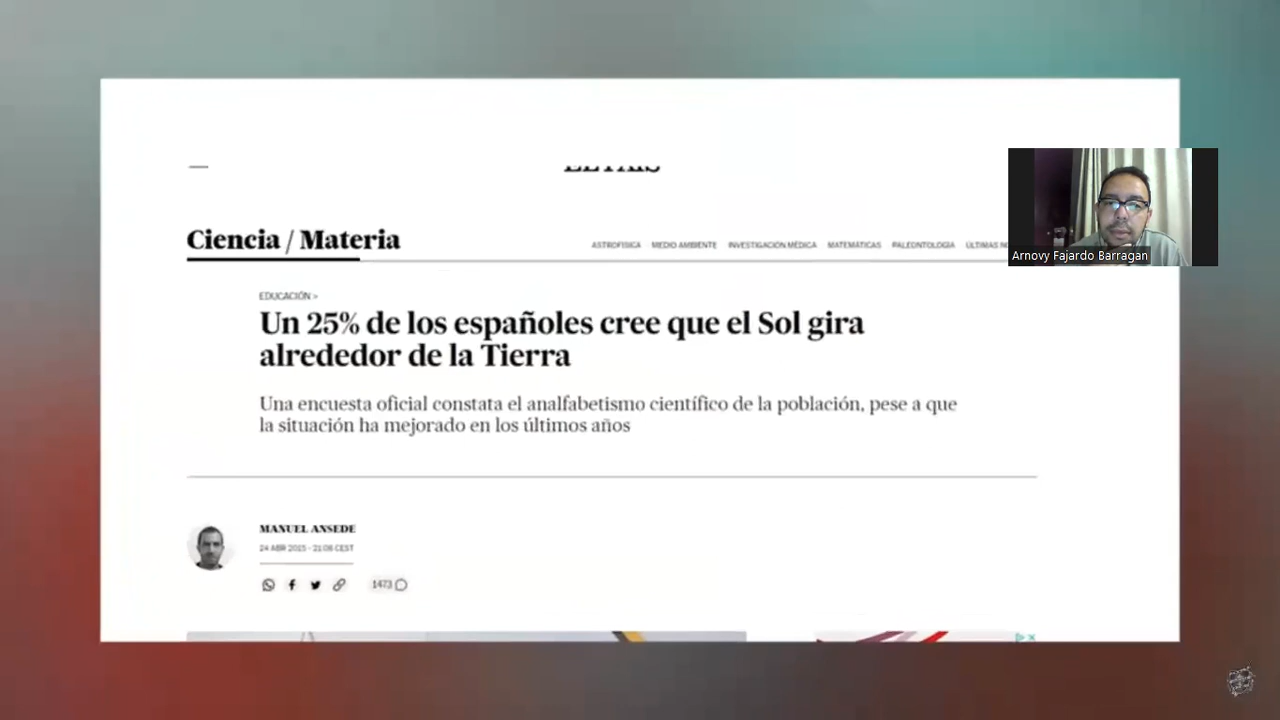 EL PAIS
Ciencia / Materia
ASTROFÍSICA MEDIO AMBIENTE INVESTIGACIÓN MÉDICA MATEMÁTICAS PALEONTOLOGÍA ÚLTIMAS
Arnovy Fajardo Barragan
EDUCACIÓN >
Un 25% de los españoles cree que el Sol gira
alrededor de la Tierra
Una encuesta oficial constata el analfabetismo científico de la población, pese a que
la situación ha mejorado en los últimos años
MANUEL ANSEDE
24 ABR 2015 - 21:08 CEST
1473